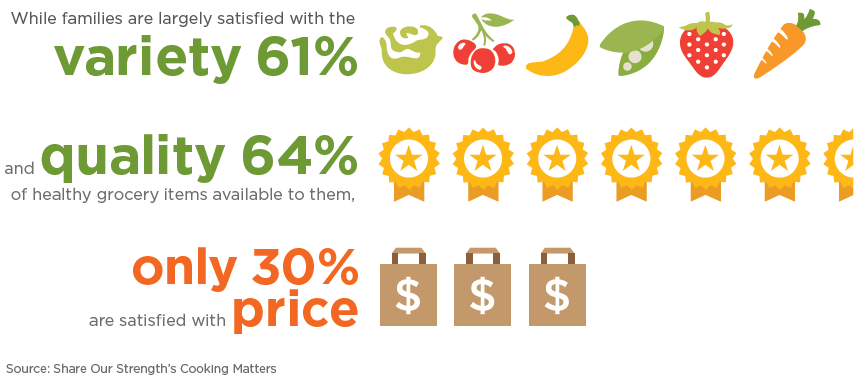 While families are largely satisfied with the
variety 61%
and quality 64%
of healthy grocery items available to them,
only 30%
are satisfied with price
$ $ $
Source: Share Our Strength's Cooking Matters